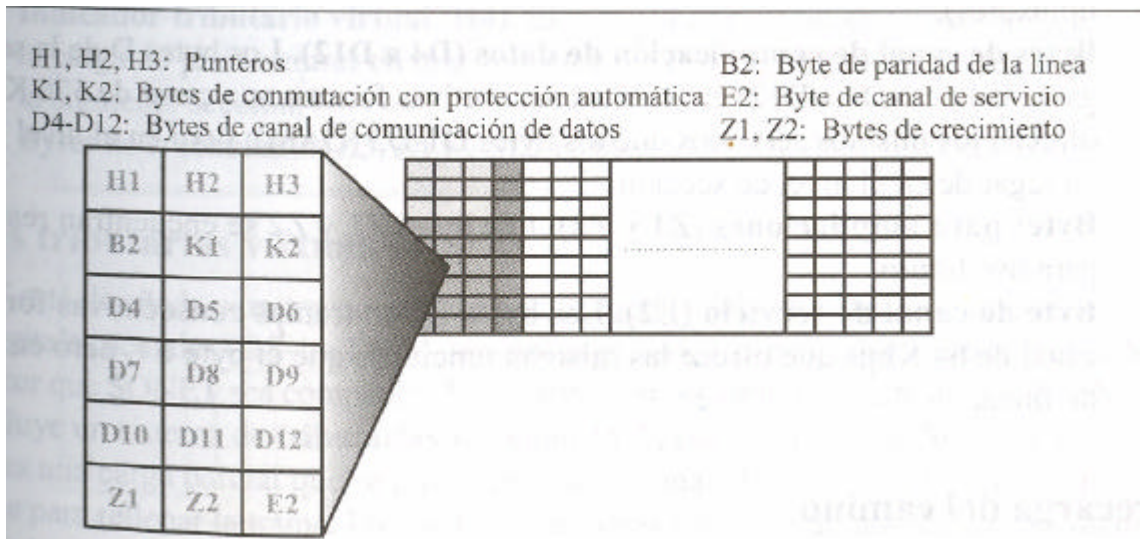 H1, H2, H3: Punteros
K1, K2: Bytes de conmutación con protección automática
D4-D12: Bytes de canal de comunicación de datos
B2: Byte de paridad de la línea
E2: Byte de canal de servicio
Z1, Z2: Bytes de crecimiento
H1 H2 H3
B2 K1 K2
D4 D5 D6
D7 D8 D9
D10 D11 D12
Z1 Z2 E2